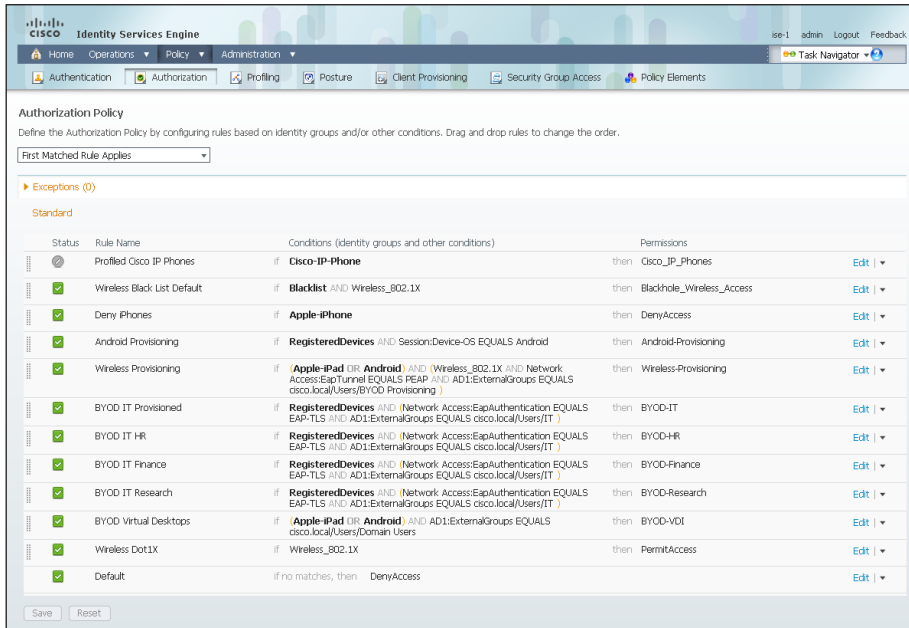 CISCO Identity Services Engine
ise-1 admin Logout Feedback
Home Operations ▼ Policy ▼ Administration ▼
Task Navigator ▼ ?
Authentication Authorization Profiling Posture Client Provisioning Security Group Access Policy Elements
Authorization Policy
Define the Authorization Policy by configuring rules based on identity groups and/or other conditions. Drag and drop rules to change the order.
First Matched Rule Applies
Exceptions (0)
Standard
Status Rule Name Conditions (identity groups and other conditions) Permissions
Profiled Cisco IP Phones if Cisco-IP-Phone then Cisco_IP_Phones Edit | ▼
Wireless Black List Default if Blacklist AND Wireless_802.1X then Blackhole_Wireless_Access Edit | ▼
Deny iPhones if Apple-iPhone then DenyAccess Edit | ▼
Android Provisioning if RegisteredDevices AND Session:Device-OS EQUALS Android then Android-Provisioning Edit | ▼
Wireless Provisioning if (Apple-iPad OR Android) AND (Wireless_802.1X AND Network then Wireless-Provisioning Edit | ▼
Access:EapTunnel EQUALS PEAP AND AD1:ExternalGroups EQUALS
cisco.local/Users/BYOD Provisioning )
BYOD IT Provisioned if RegisteredDevices AND (Network Access:EapAuthentication EQUALS then BYOD-IT Edit | ▼
EAP-TLS AND AD1:ExternalGroups EQUALS cisco.local/Users/IT )
BYOD IT HR if RegisteredDevices AND (Network Access:EapAuthentication EQUALS then BYOD-HR Edit | ▼
EAP-TLS AND AD1:ExternalGroups EQUALS cisco.local/Users/IT )
BYOD IT Finance if RegisteredDevices AND (Network Access:EapAuthentication EQUALS then BYOD-Finance Edit | ▼
EAP-TLS AND AD1:ExternalGroups EQUALS cisco.local/Users/IT )
BYOD IT Research if RegisteredDevices AND (Network Access:EapAuthentication EQUALS then BYOD-Research Edit | ▼
EAP-TLS AND AD1:ExternalGroups EQUALS cisco.local/Users/IT )
BYOD Virtual Desktops if (Apple-iPad OR Android) AND AD1:ExternalGroups EQUALS then BYOD-VDI Edit | ▼
cisco.local/Users/Domain Users
Wireless Dot1X if Wireless_802.1X then PermitAccess Edit | ▼
Default if no matches, then DenyAccess Edit | ▼
Save Reset